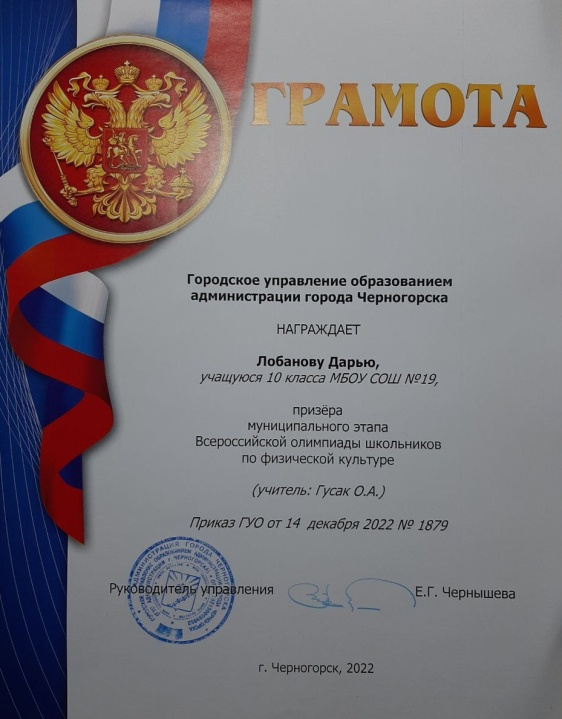 ГРАМОТА
Городское управление образованием
администрации города Черногорска
НАГРАЖДАЕТ
Лобанову Дарью,
учащуюся 10 класса МБОУ СОШ №19,
призёра
муниципального этапа
Всероссийской олимпиады школьников
по физической культуре
(учитель: Гусак О.А.)
Приказ ГУО от 14 декабря 2022 № 1879
Руководитель управления Е.Г. Чернышева
г. Черногорск, 2022